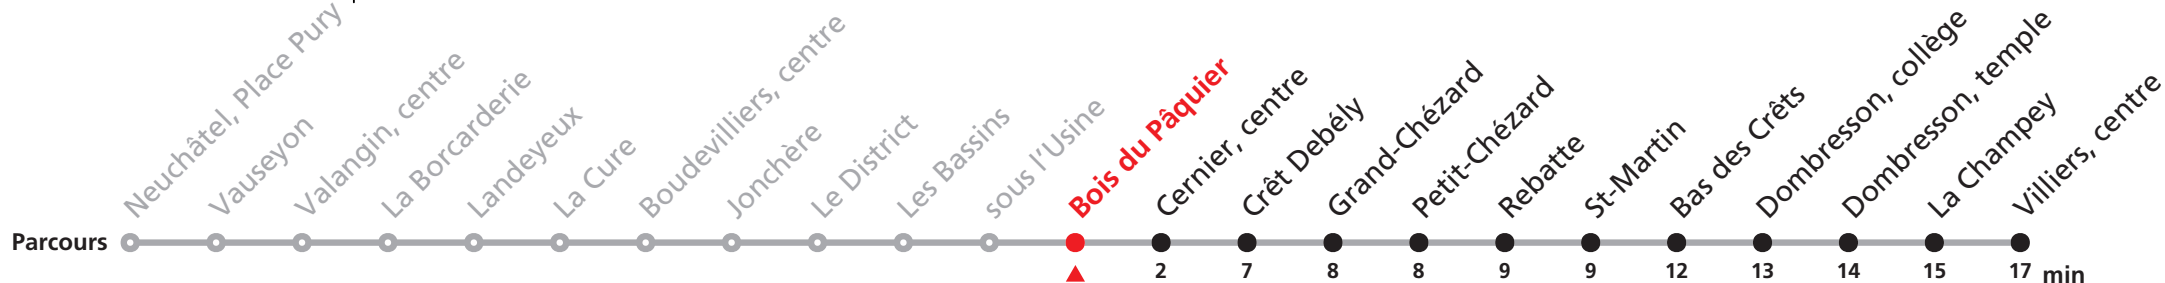 Neuchâtel, Place Pury
Vauseyon
Valangin, centre
La Borcarderie
Landeyeux
La Cure
Boudevilliers, centre
Jonchère
Le District
Les Bassins
sous l'Usine
Bois du Pâquier
Cernier, centre
Crêt Debély
Grand-Chézard
Petit-Chézard
Rebatte
St-Martin
Bas des Crêts
Dombresson, collège
Dombresson, temple
La Champey
Villiers, centre
Parcours
2 7 8 8 9 9 12 13 14 15 17 min